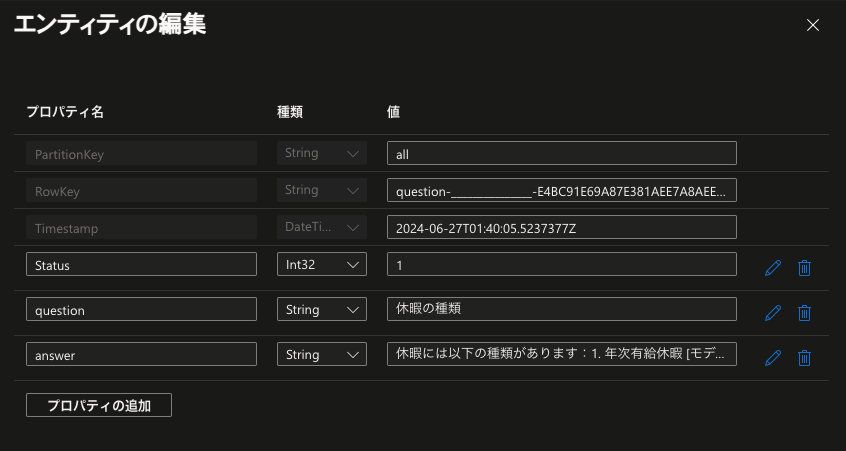 エンティティの編集
プロパティ名 種類 値
PartitionKey String all
RowKey String question-_______________-E4BC91E69A87E381AEE7A8AEE...
Timestamp DateTi... 2024-06-27T01:40:05.5237377Z
Status Int32 1
question String 休暇の種類
answer String 休暇には以下の種類があります：1. 年次有給休暇 [モデ...
プロパティの追加